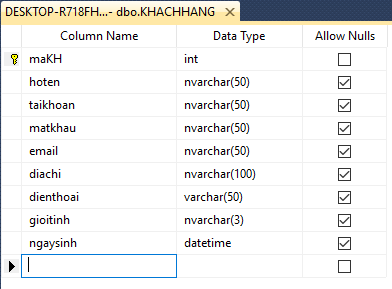 DESKTOP-R718FH...- dbo.KHACHHANG
Column Name Data Type Allow Nulls
maKH int
hoten nvarchar(50)
taikhoan nvarchar(50)
matkhau nvarchar(50)
email nvarchar(50)
diachi nvarchar(100)
dienthoai varchar(50)
gioitinh nvarchar(3)
ngaysinh datetime